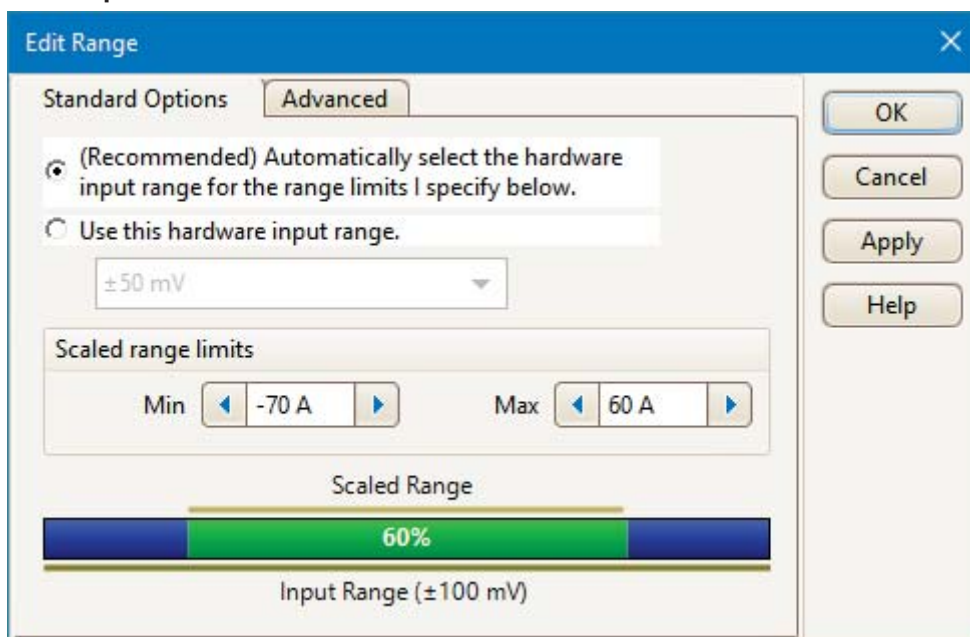 Edit Range
Standard Options
Advanced
(Recommended) Automatically select the hardware
input range for the range limits I specify below.
Use this hardware input range.
±50 mV
Scaled range limits
Min -70 A Max 60 A
Scaled Range
60%
Input Range (±100 mV)
OK
Cancel
Apply
Help